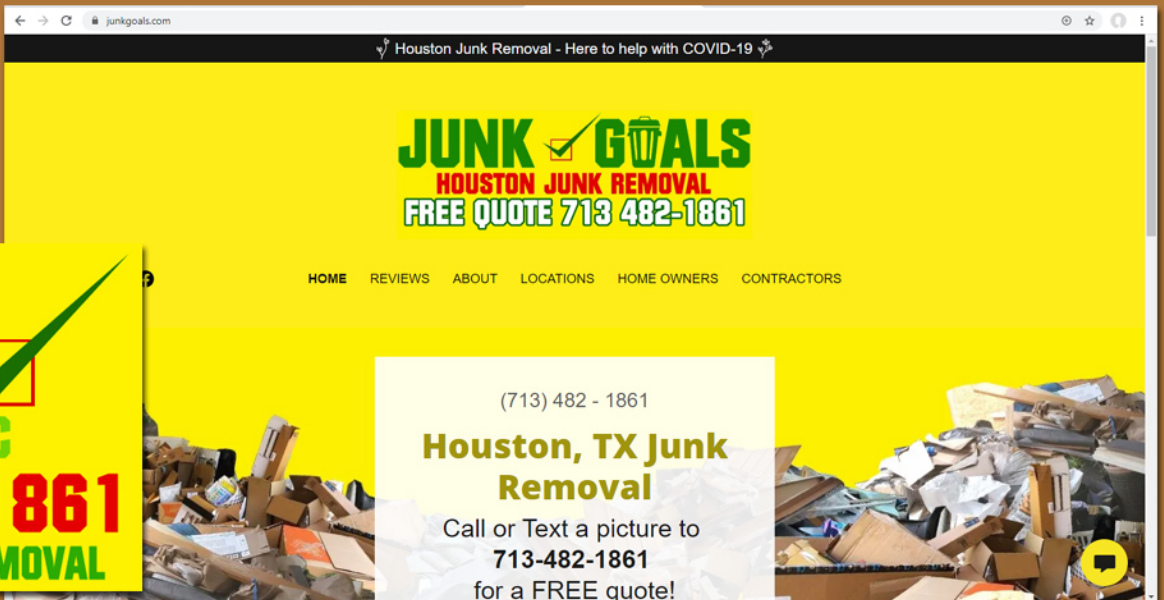 junkgoals.com
Houston Junk Removal - Here to help with COVID-19
JUNK GOALS
HOUSTON JUNK REMOVAL
FREE QUOTE 713 482-1861
HOME REVIEWS ABOUT LOCATIONS HOME OWNERS CONTRACTORS
(713) 482 - 1861
Houston, TX Junk
Removal
Call or Text a picture to
713-482-1861
for a FREE quote!
C
861
MOVAL